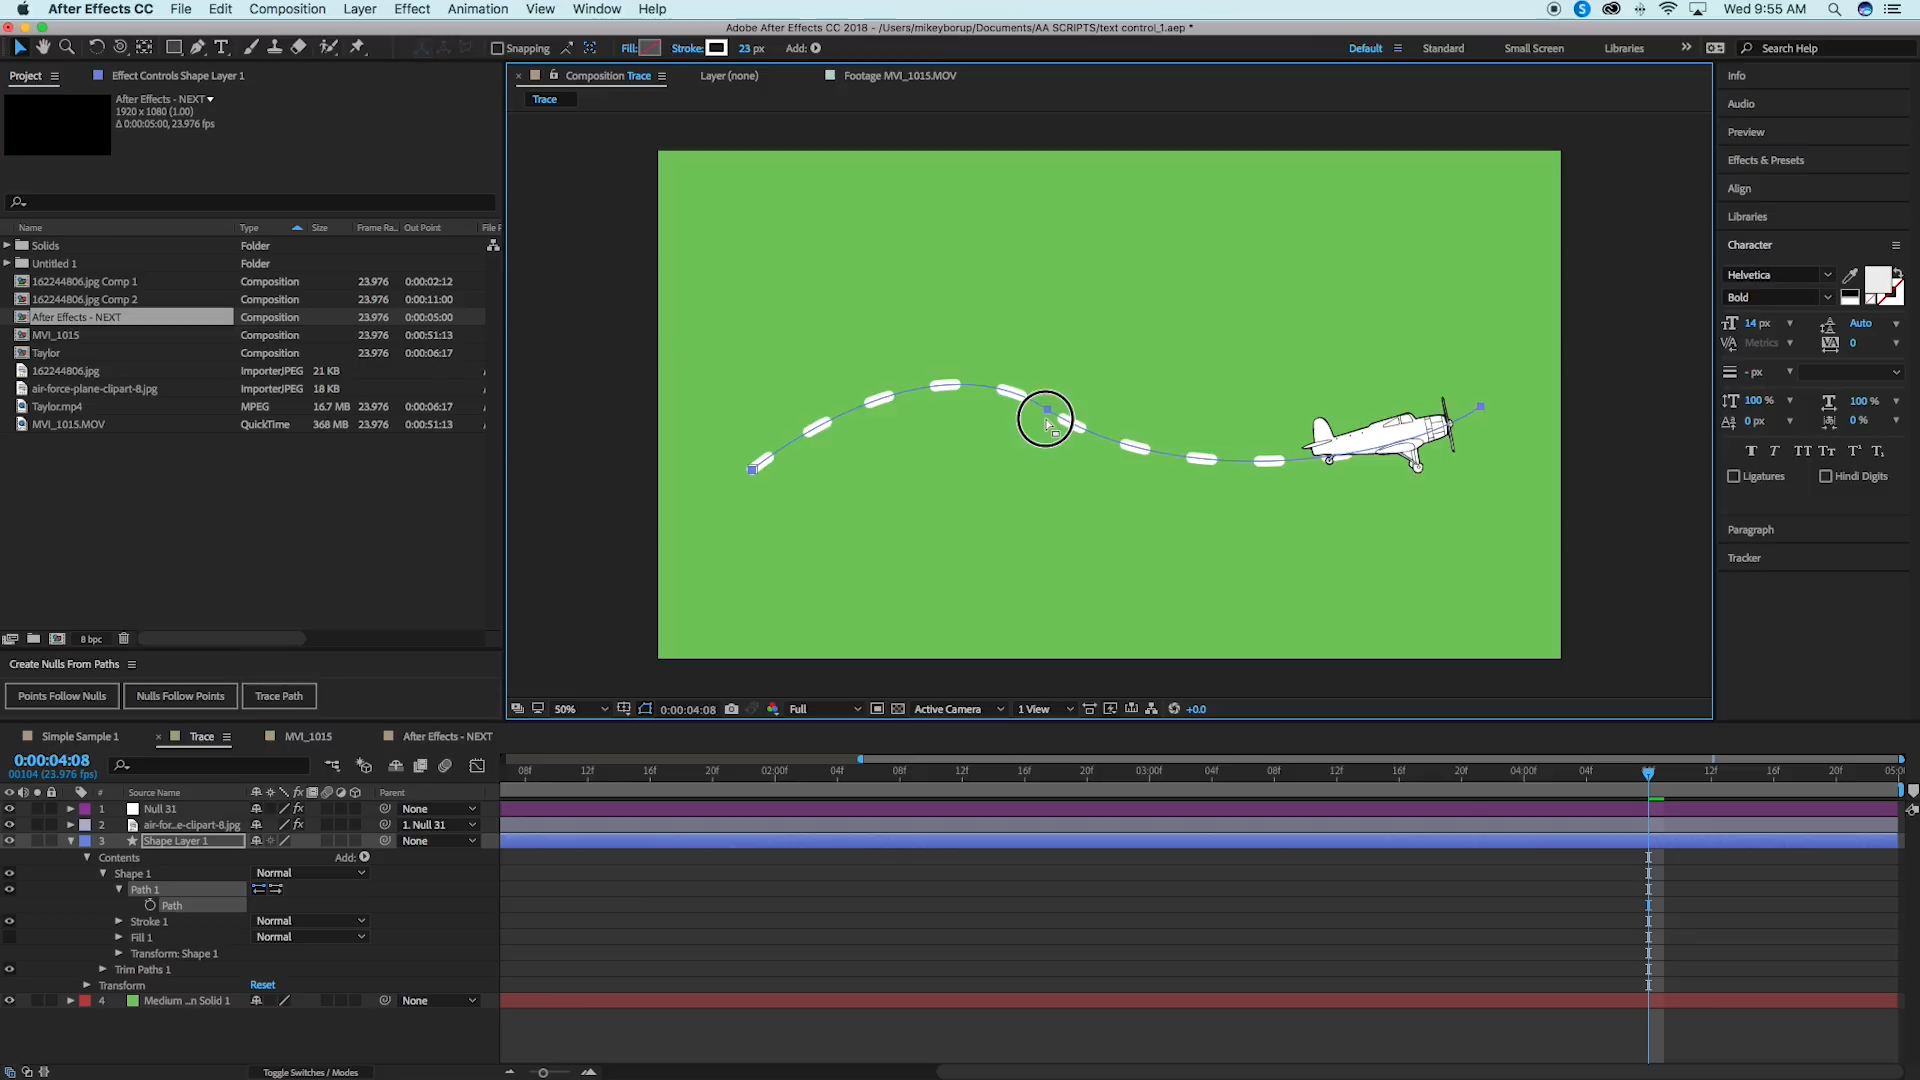 After Effects CC File Edit Composition Layer Effect Animation View Window Help Wed 9:55 AM
Adobe After Effects CC 2018 - /Users/mikeyborup/Documents/AA SCRIPTS/text control_1.aep *
Snapping Fill: Stroke: 23 px Add: Default Standard Small Screen Libraries Search Help
Project Effect Controls Shape Layer 1
Composition Trace Layer (none) Footage MVI_1015.MOV
Trace
After Effects - NEXT
1920 x 1080 (1.00)
Δ 0:00:05:00, 23.976 fps
Name Type Size Frame Ra.. Out Point File P
Solids Folder
Untitled 1 Folder
162244806.jpg Comp 1 Composition 23.976 0:00:02:12
162244806.jpg Comp 2 Composition 23.976 0:00:11:00
After Effects - NEXT Composition 23.976 0:00:05:00
MVI_1015 Composition 23.976 0:00:51:13
Taylor Composition 23.976 0:00:06:17
162244806.jpg ImporterJPEG 21 KB
air-force-plane-clipart-8.jpg ImporterJPEG 18 KB
Taylor.mp4 MPEG 16.7 MB 23.976 0:00:06:17
MVI_1015.MOV QuickTime 368 MB 23.976 0:00:51:13
8 bpc
Create Nulls From Paths
Points Follow Nulls Nulls Follow Points Trace Path
50% 0:00:04:08 Full Active Camera 1 View +0.0
Info
Audio
Preview
Effects & Presets
Align
Libraries
Character
Helvetica
Bold
14 px Auto
Metrics 0
- px
100 % 100 %
0 px 0 %
T T TT Tr T¹ T₁
Ligatures Hindi Digits
Paragraph
Tracker
Simple Sample 1 Trace MVI_1015 After Effects - NEXT
0:00:04:08
00104 (23.976 fps)
08f 12f 16f 20f 02:00f 04f 08f 12f 16f 20f 03:00f 04f 08f 12f 16f 20f 04:00f 04f 12f 16f 20f 05:0
# Source Name Parent
1 Null 31 None
2 air-for...e-clipart-8.jpg 1. Null 31
3 Shape Layer 1 None
Contents Add:
Shape 1 Normal
Path 1
Path
Stroke 1 Normal
Fill 1 Normal
Transform: Shape 1
Trim Paths 1
Transform Reset
4 Medium ...n Solid 1 None
Toggle Switches / Modes